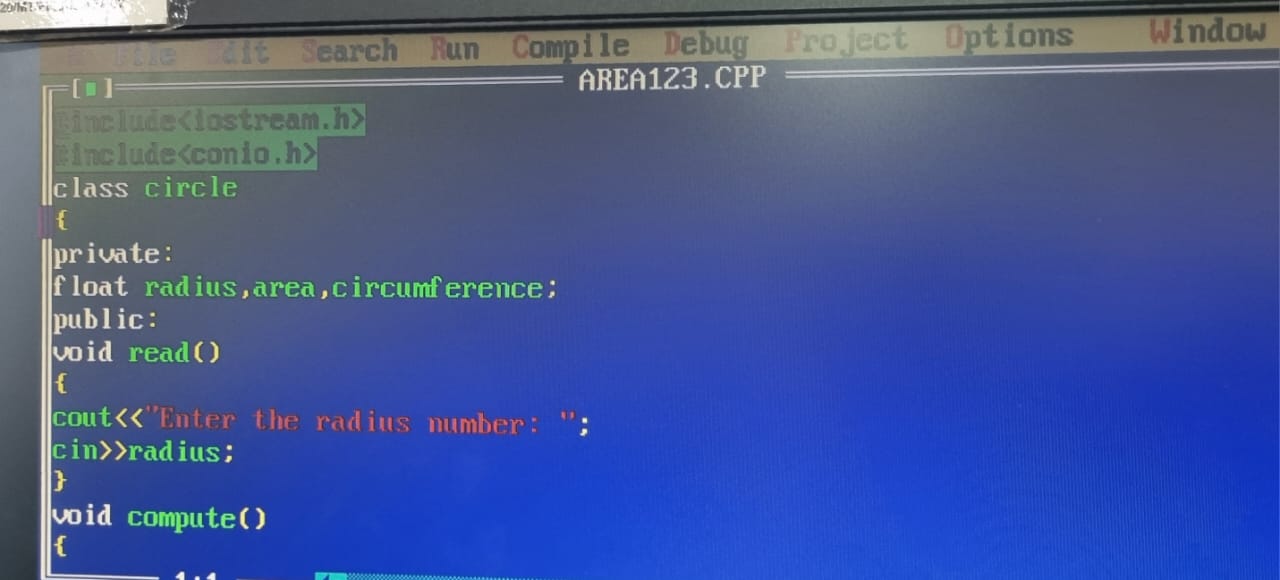 File Edit Search Run Compile Debug Project Options Window
[■] AREA123.CPP
#include<iostream.h>
#include<conio.h>
class circle
{
private:
float radius,area,circumference;
public:
void read()
{
cout<<"Enter the radius number: ";
cin>>radius;
}
void compute()
{
1:1